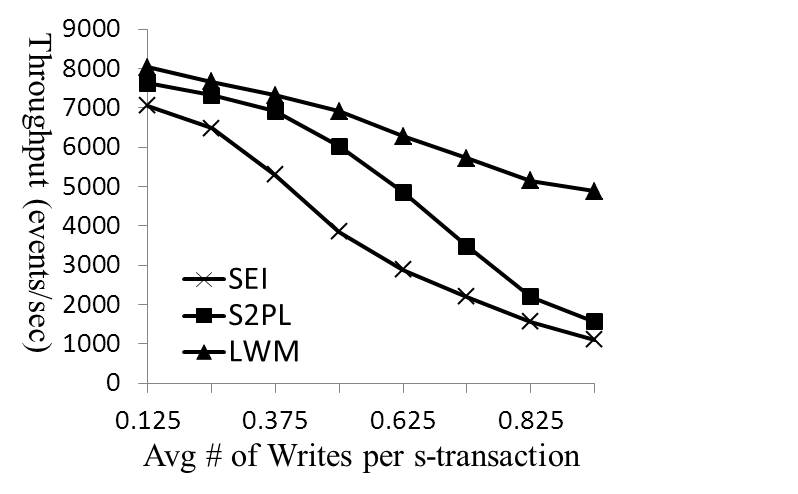 9000
8000
7000
6000
5000
4000
3000
2000
1000
0
Throughput (events/sec)
SEI
S2PL
LWM
0.125 0.375 0.625 0.825
Avg # of Writes per s-transaction